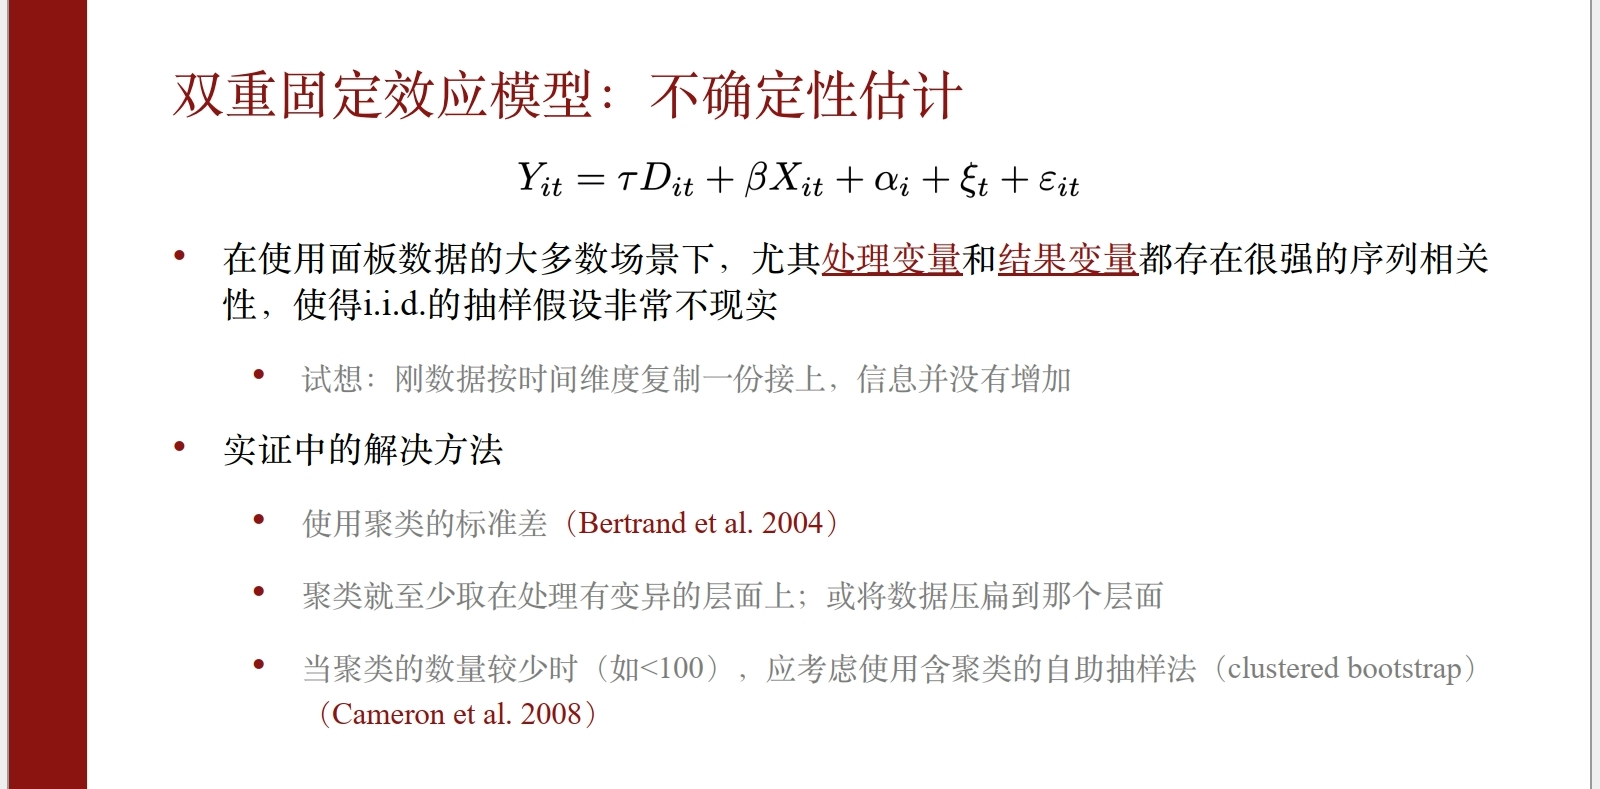 双重固定效应模型：不确定性估计
Y_{it} = τD_{it} + βX_{it} + α_i + ξ_t + ε_{it}
• 在使用面板数据的大多数场景下，尤其处理变量和结果变量都存在很强的序列相关
性，使得i.i.d.的抽样假设非常不现实
• 试想：刚数据按时间维度复制一份接上，信息并没有增加
• 实证中的解决方法
• 使用聚类的标准差（Bertrand et al. 2004）
• 聚类就至少取在处理有变异的层面上；或将数据压扁到那个层面
• 当聚类的数量较少时（如<100），应考虑使用含聚类的自助抽样法（clustered bootstrap）
（Cameron et al. 2008）